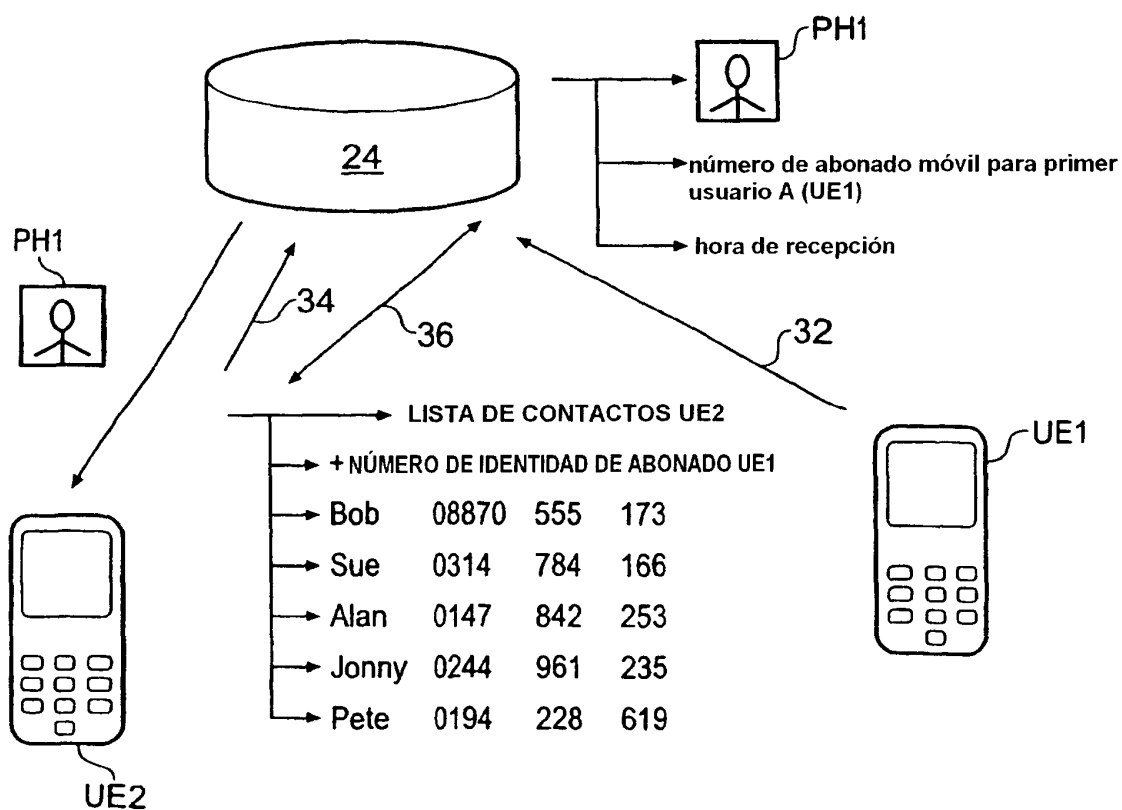 PH1
24
número de abonado móvil para primer
usuario A (UE1)
hora de recepción
PH1
34
36
32
LISTA DE CONTACTOS UE2
+ NÚMERO DE IDENTIDAD DE ABONADO UE1
Bob 08870 555 173
Sue 0314 784 166
Alan 0147 842 253
Jonny 0244 961 235
Pete 0194 228 619
UE1
UE2